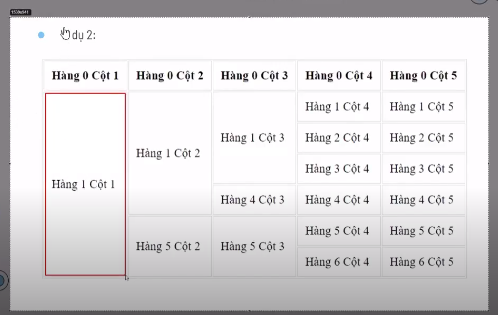 dụ 2:
Hàng 0 Cột 1 Hàng 0 Cột 2 Hàng 0 Cột 3 Hàng 0 Cột 4 Hàng 0 Cột 5
Hàng 1 Cột 4 Hàng 1 Cột 5
Hàng 1 Cột 3 Hàng 2 Cột 4 Hàng 2 Cột 5
Hàng 1 Cột 2
Hàng 3 Cột 4 Hàng 3 Cột 5
Hàng 1 Cột 1
Hàng 4 Cột 3 Hàng 4 Cột 4 Hàng 4 Cột 5
Hàng 5 Cột 4 Hàng 5 Cột 5
Hàng 5 Cột 2 Hàng 5 Cột 3
Hàng 6 Cột 4 Hàng 6 Cột 5